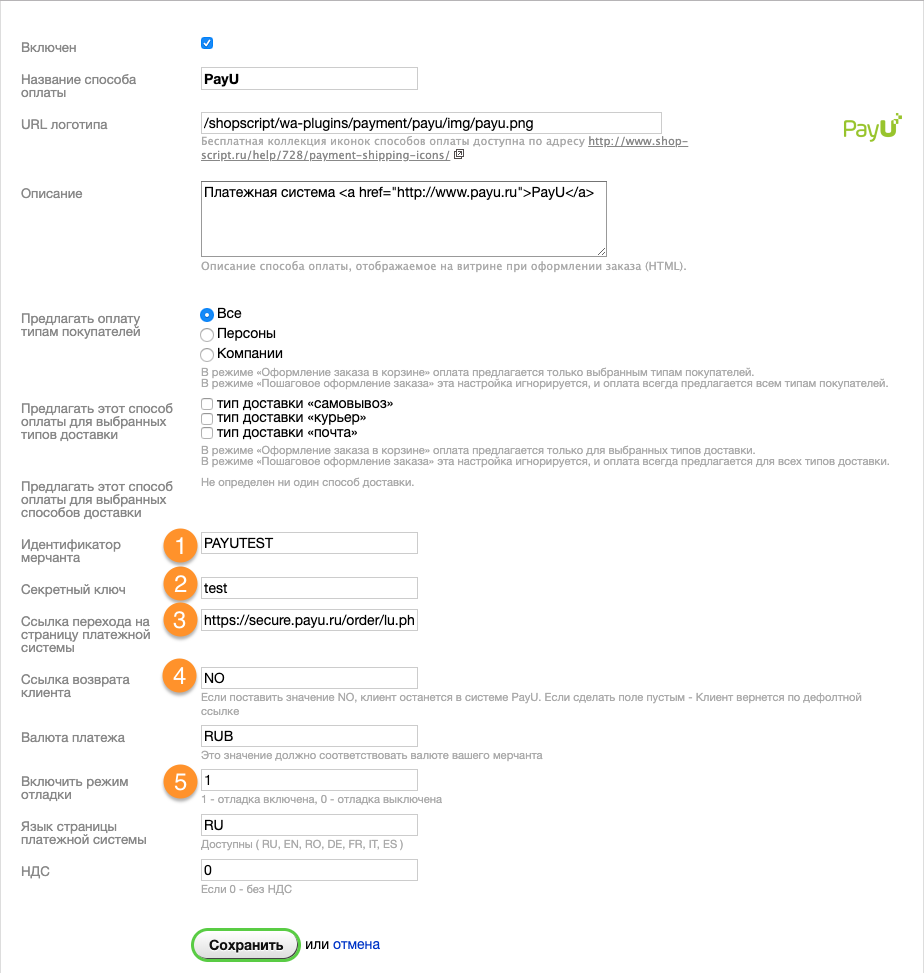 Включен
Название способа
оплаты
PayU
URL логотипа
/shopscript/wa-plugins/payment/payu/img/payu.png
PayU
Бесплатная коллекция иконок способов оплаты доступна по адресу http://www.shop-
script.ru/help/728/payment-shipping-icons/
Описание
Платежная система <a href="http://www.payu.ru">PayU</a>
Описание способа оплаты, отображаемое на витрине при оформлении заказа (HTML).
Предлагать оплату
типам покупателей
Все
Персоны
Компании
В режиме «Оформление заказа в корзине» оплата предлагается только выбранным типам покупателей.
В режиме «Пошаговое оформление заказа» эта настройка игнорируется, и оплата всегда предлагается всем типам покупателей.
Предлагать этот способ
оплаты для выбранных
типов доставки
тип доставки «самовывоз»
тип доставки «курьер»
тип доставки «почта»
В режиме «Оформление заказа в корзине» оплата предлагается только для выбранных типов доставки.
В режиме «Пошаговое оформление заказа» эта настройка игнорируется, и оплата всегда предлагается для всех типов доставки.
Предлагать этот способ
оплаты для выбранных
способов доставки
Не определен ни один способ доставки.
Идентификатор
мерчанта
1
PAYUTEST
Секретный ключ
2
test
Ссылка перехода на
страницу платежной
системы
3
https://secure.payu.ru/order/lu.ph
Ссылка возврата
клиента
4
NO
Если поставить значение NO, клиент останется в системе PayU. Если сделать поле пустым - Клиент вернется по дефолтной
ссылке
Валюта платежа
RUB
Это значение должно соответствовать валюте вашего мерчанта
Включить режим
отладки
5
1
1 - отладка включена, 0 - отладка выключена
Язык страницы
платежной системы
RU
Доступны ( RU, EN, RO, DE, FR, IT, ES )
НДС
0
Если 0 - без НДС
Сохранить или отмена